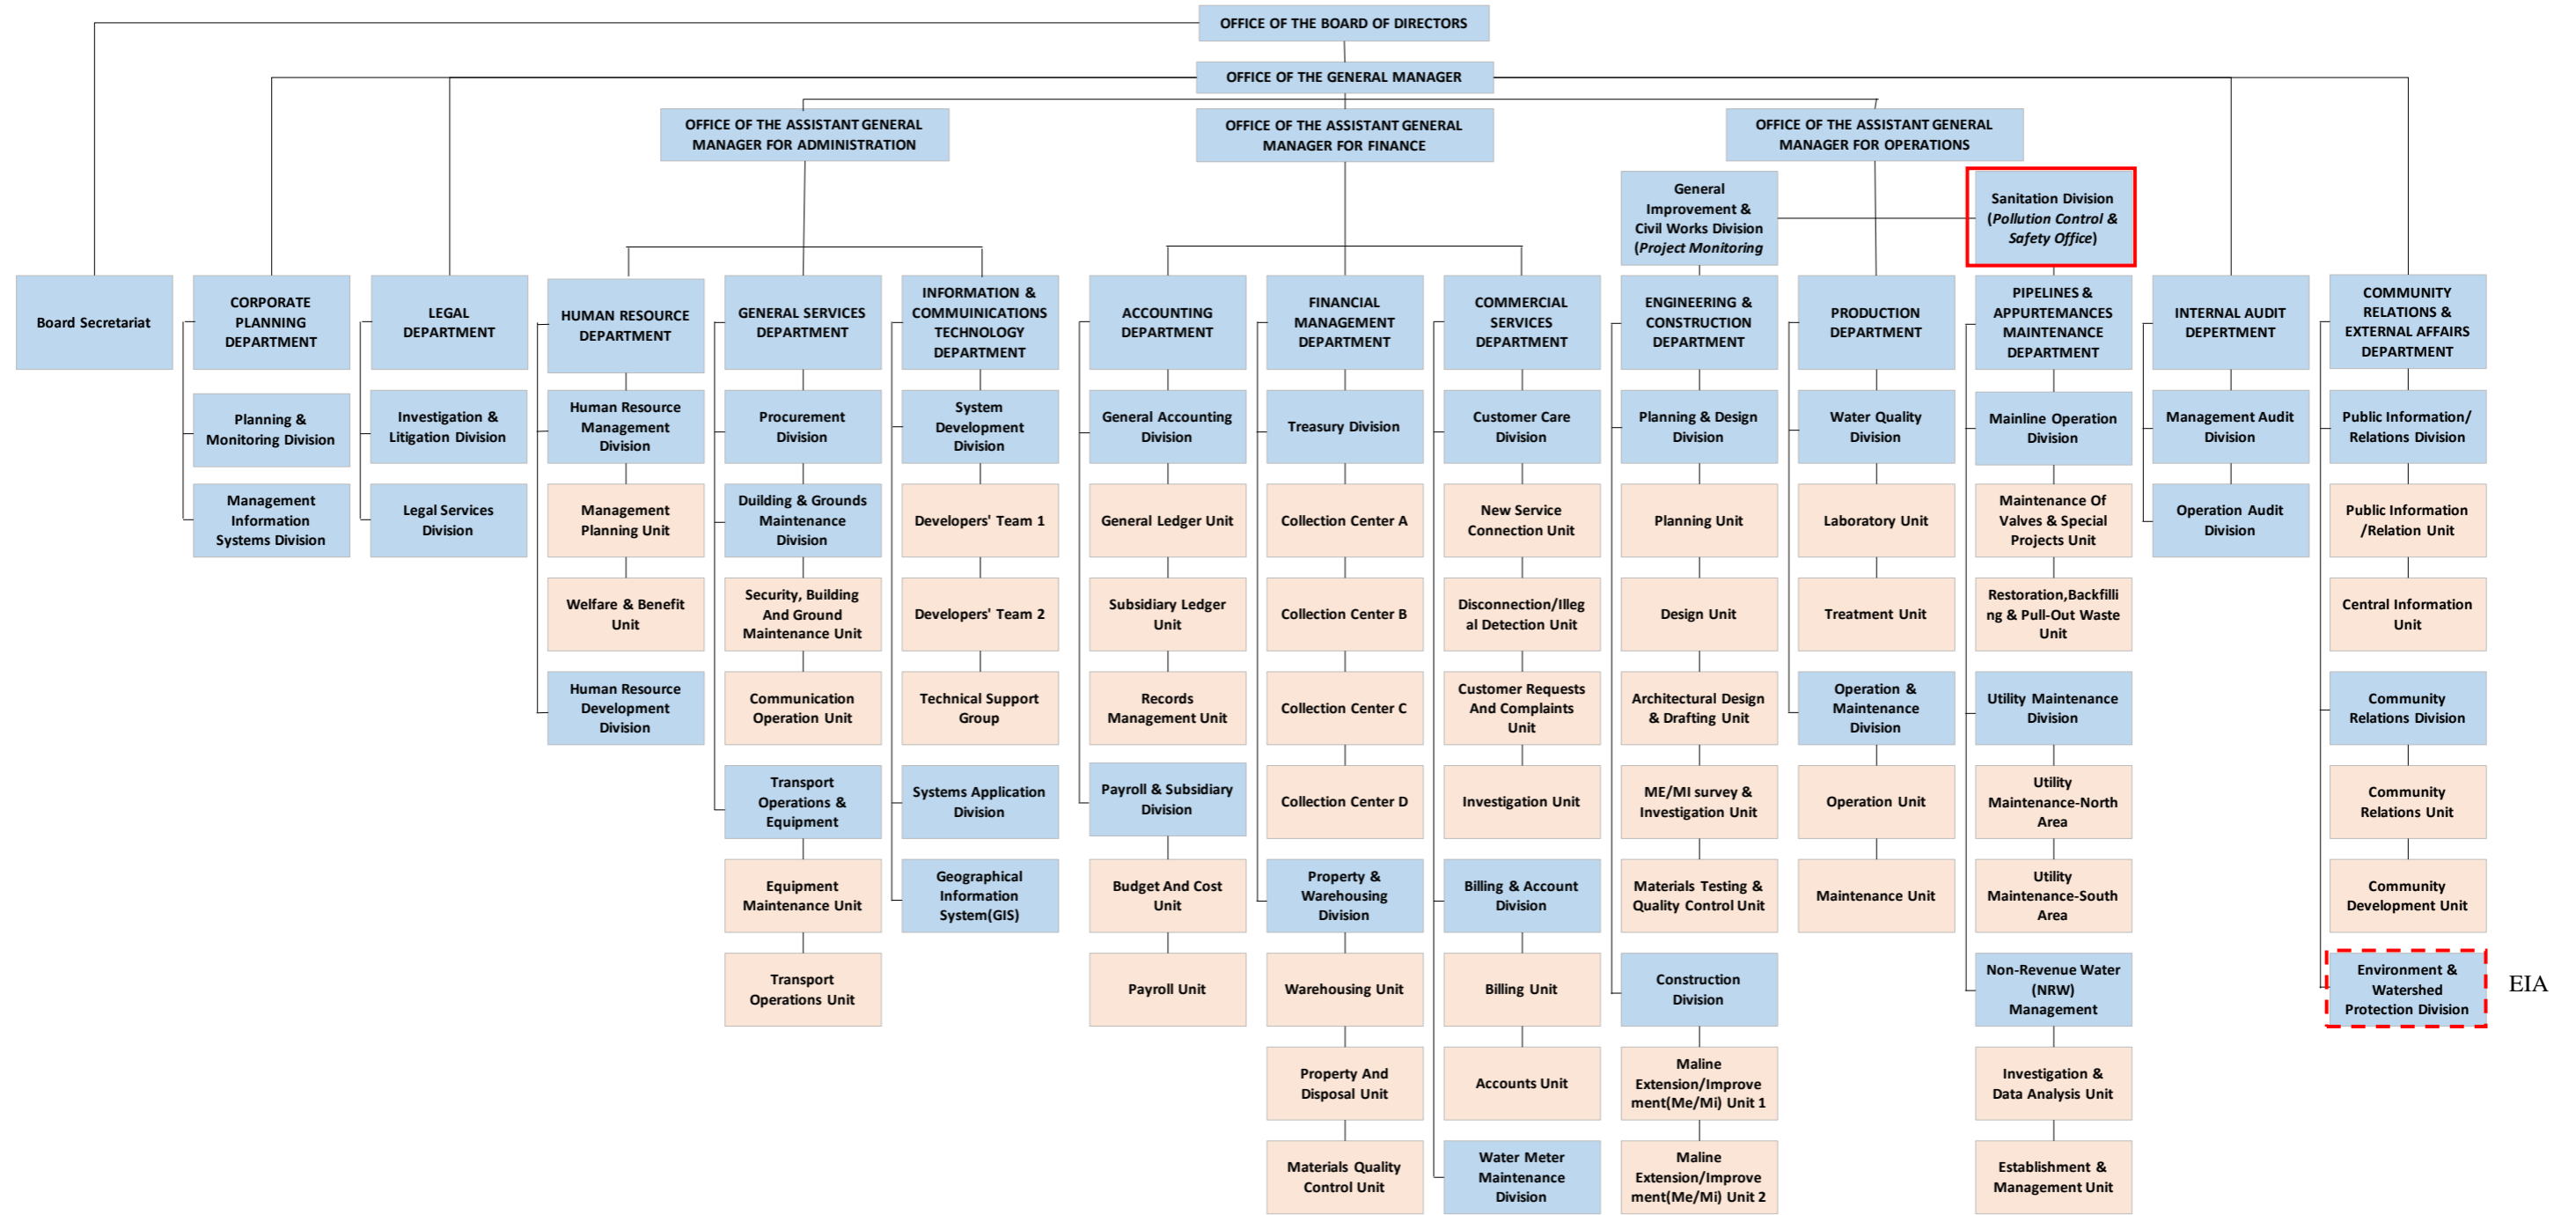 OFFICE OF THE BOARD OF DIRECTORS
OFFICE OF THE GENERAL MANAGER
OFFICE OF THE ASSISTANT GENERAL
MANAGER FOR ADMINISTRATION
OFFICE OF THE ASSISTANT GENERAL
MANAGER FOR FINANCE
OFFICE OF THE ASSISTANT GENERAL
MANAGER FOR OPERATIONS
General
Improvement &
Civil Works Division
(Project Monitoring
Sanitation Division
(Pollution Control &
Safety Office)
Board Secretariat
CORPORATE
PLANNING
DEPARTMENT
Planning &
Monitoring Division
Management
Information
Systems Division
LEGAL
DEPARTMENT
Investigation &
Litigation Division
Legal Services
Division
HUMAN RESOURCE
DEPARTMENT
Human Resource
Management
Division
Management
Planning Unit
Welfare & Benefit
Unit
Human Resource
Development
Division
GENERAL SERVICES
DEPARTMENT
Procurement
Division
Duilding & Grounds
Maintenance
Division
Security, Building
And Ground
Maintenance Unit
Communication
Operation Unit
Transport
Operations &
Equipment
Equipment
Maintenance Unit
Transport
Operations Unit
INFORMATION &
COMMUINICATIONS
TECHNOLOGY
DEPARTMENT
System
Development
Division
Developers' Team 1
Developers' Team 2
Technical Support
Group
Systems Application
Division
Geographical
Information
System(GIS)
ACCOUNTING
DEPARTMENT
General Accounting
Division
General Ledger Unit
Subsidiary Ledger
Unit
Records
Management Unit
Payroll & Subsidiary
Division
Budget And Cost
Unit
Payroll Unit
FINANCIAL
MANAGEMENT
DEPARTMENT
Treasury Division
Collection Center A
Collection Center B
Collection Center C
Collection Center D
Property &
Warehousing
Division
Warehousing Unit
Property And
Disposal Unit
Materials Quality
Control Unit
COMMERCIAL
SERVICES
DEPARTMENT
Customer Care
Division
New Service
Connection Unit
Disconnection/Illeg
al Detection Unit
Customer Requests
And Complaints
Unit
Investigation Unit
Billing & Account
Division
Billing Unit
Accounts Unit
Water Meter
Maintenance
Division
ENGINEERING &
CONSTRUCTION
DEPARTMENT
Planning & Design
Division
Planning Unit
Design Unit
Architectural Design
& Drafting Unit
ME/MI survey &
Investigation Unit
Materials Testing &
Quality Control Unit
Construction
Division
Maline
Extension/Improve
ment(Me/Mi) Unit 1
Maline
Extension/Improve
ment(Me/Mi) Unit 2
PRODUCTION
DEPARTMENT
Water Quality
Division
Laboratory Unit
Treatment Unit
Operation &
Maintenance
Division
Operation Unit
Maintenance Unit
PIPELINES &
APPURTEMANCES
MAINTENANCE
DEPARTMENT
Mainline Operation
Division
Maintenance Of
Valves & Special
Projects Unit
Restoration,Backfilli
ng & Pull-Out Waste
Unit
Utility Maintenance
Division
Utility
Maintenance-North
Area
Utility
Maintenance-South
Area
Non-Revenue Water
(NRW)
Management
Investigation &
Data Analysis Unit
Establishment &
Management Unit
INTERNAL AUDIT
DEPERTMENT
Management Audit
Division
Operation Audit
Division
COMMUNITY
RELATIONS &
EXTERNAL AFFAIRS
DEPARTMENT
Public Information/
Relations Division
Public Information
/Relation Unit
Central Information
Unit
Community
Relations Division
Community
Relations Unit
Community
Development Unit
Environment &
Watershed
Protection Division
EIA